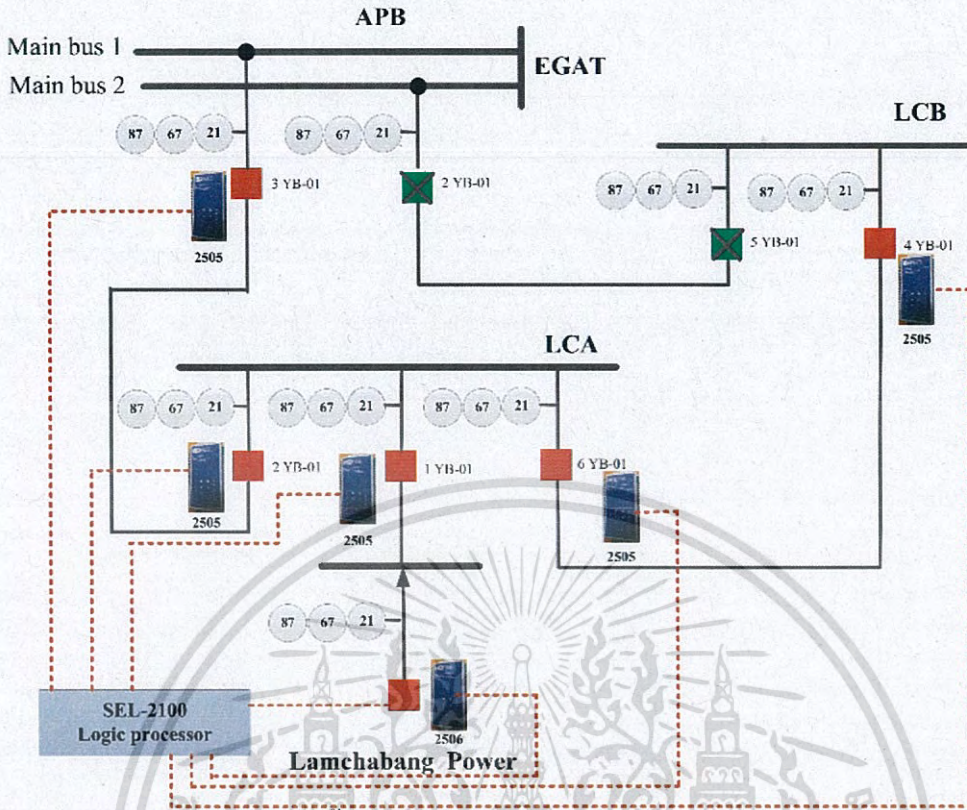 APB
Main bus 1
EGAT
Main bus 2
LCB
87 67 21
87 67 21
3 YB-01
2 YB-01
87 67 21
87 67 21
5 YB-01
4 YB-01
2505
2505
LCA
87 67 21
87 67 21
87 67 21
2 YB-01
1 YB-01
6 YB-01
2505
2505
2505
87 67 21
SEL-2100
Logic processor
2506
Lamchabang Power